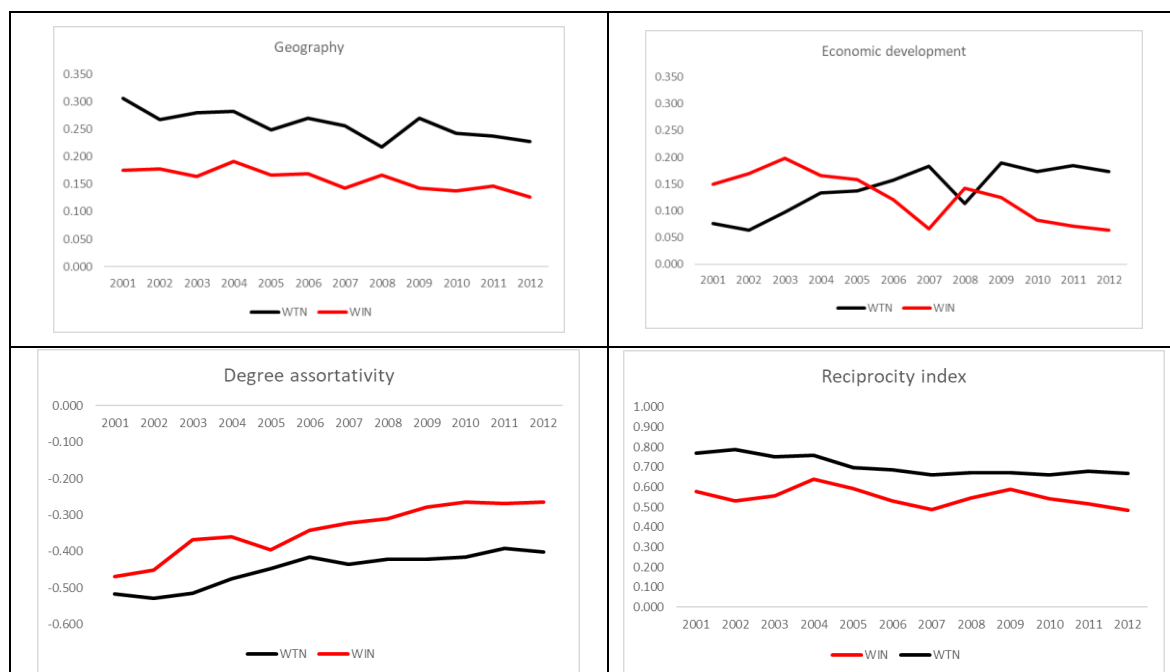 Geography
0.350
0.300
0.250
0.200
0.150
0.100
0.050
0.000
2001 2002 2003 2004 2005 2006 2007 2008 2009 2010 2011 2012
WTN WIN
Economic development
0.350
0.300
0.250
0.200
0.150
0.100
0.050
0.000
2001 2002 2003 2004 2005 2006 2007 2008 2009 2010 2011 2012
WTN WIN
Degree assortativity
0.000
2001 2002 2003 2004 2005 2006 2007 2008 2009 2010 2011 2012
-0.100
-0.200
-0.300
-0.400
-0.500
-0.600
WTN WIN
Reciprocity index
1.000
0.900
0.800
0.700
0.600
0.500
0.400
0.300
0.200
0.100
0.000
2001 2002 2003 2004 2005 2006 2007 2008 2009 2010 2011 2012
WIN WTN